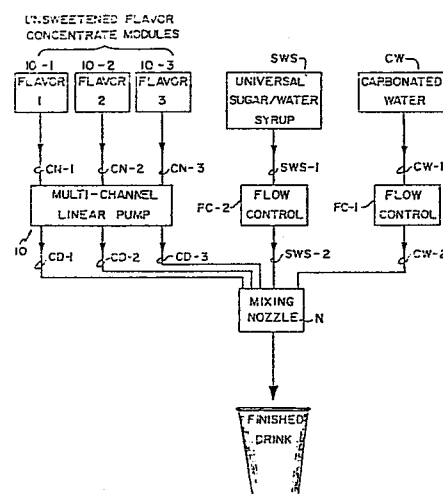 UNSWEETENED FLAVOR
CONCENTRATE MODULES
10-1 10-2 10-3 SWS CW
FLAVOR 1
FLAVOR 2
FLAVOR 3
UNIVERSAL
SUGAR/WATER
SYRUP
CARBONATED
WATER
CN-1 CN-2 CN-3 SWS-1 CW-1
MULTI-CHANNEL
LINEAR PUMP
10
FC-2
FLOW
CONTROL
FC-1
FLOW
CONTROL
CD-1 CD-2 CD-3 SWS-2 CW-2
MIXING
NOZZLE
N
FINISHED
DRINK